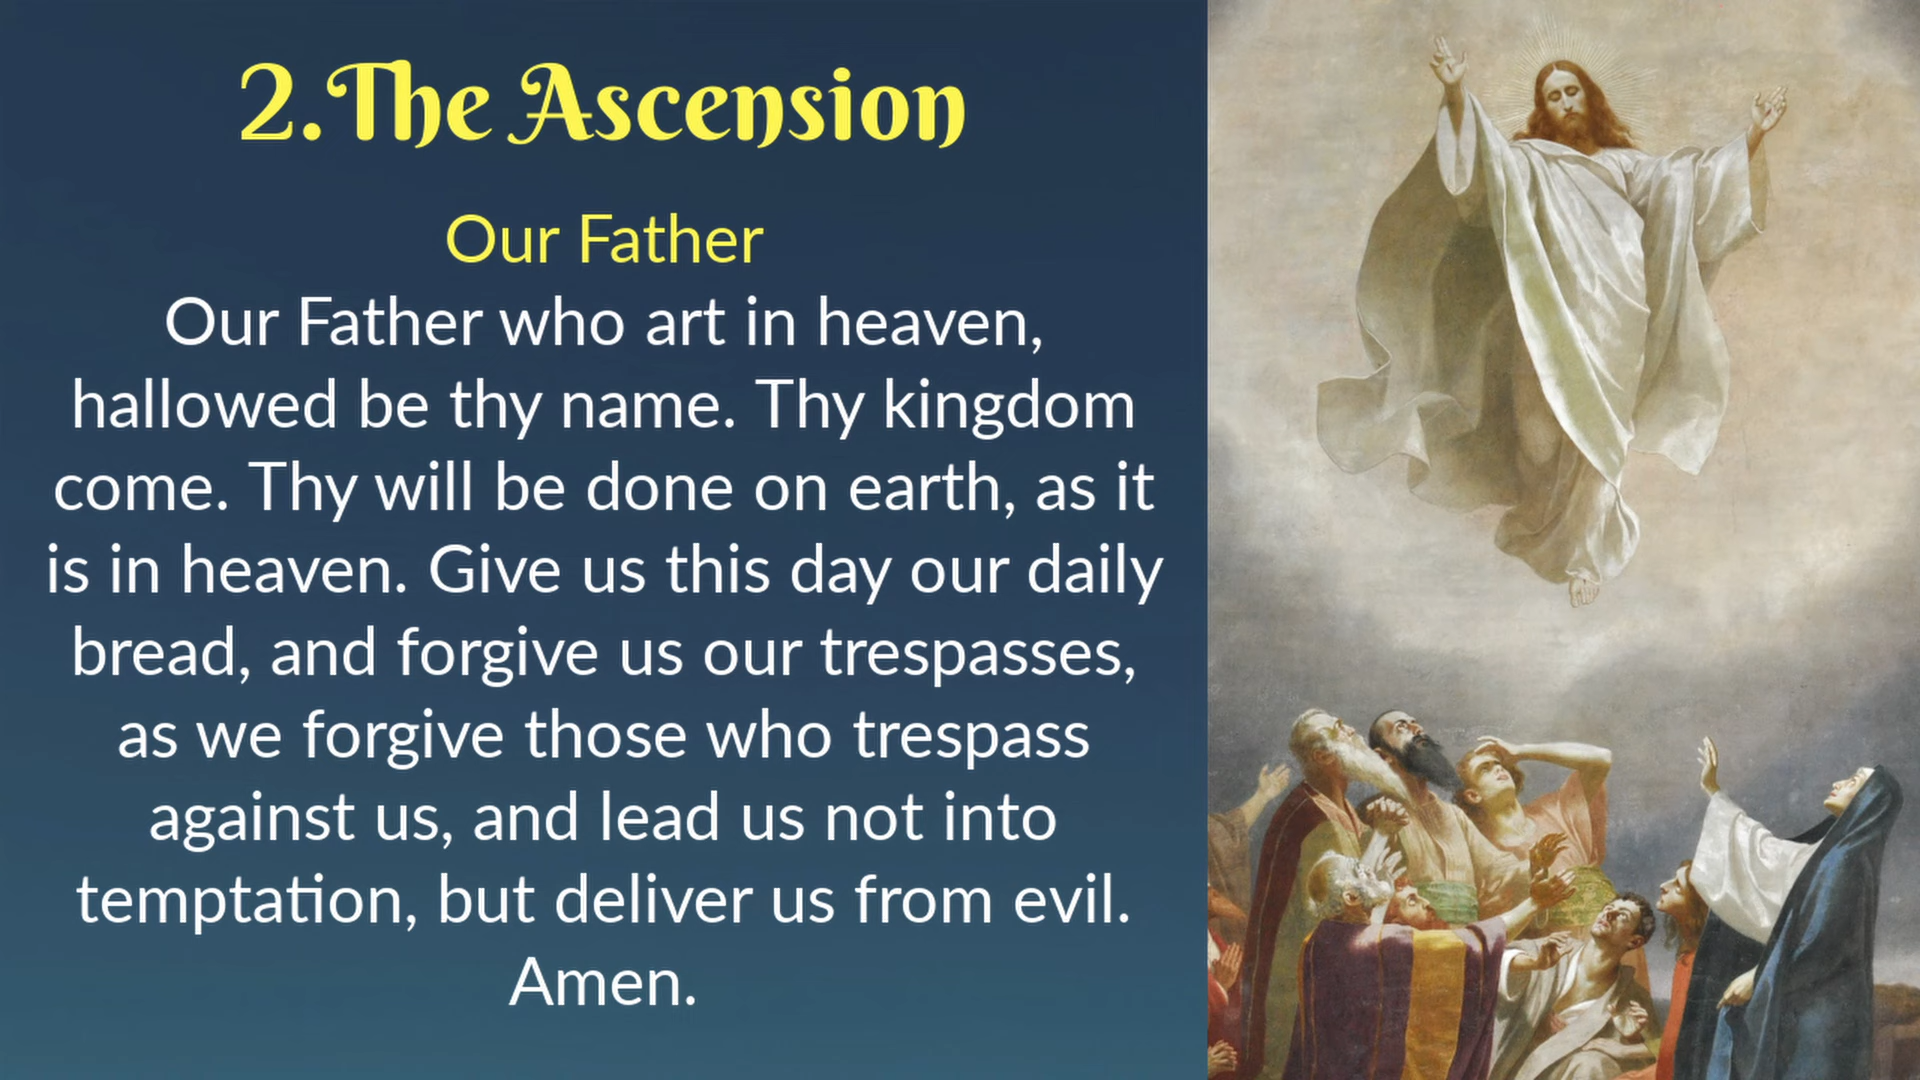 2.The Ascension
Our Father
Our Father who art in heaven,
hallowed be thy name. Thy kingdom
come. Thy will be done on earth, as it
is in heaven. Give us this day our daily
bread, and forgive us our trespasses,
as we forgive those who trespass
against us, and lead us not into
temptation, but deliver us from evil.
Amen.